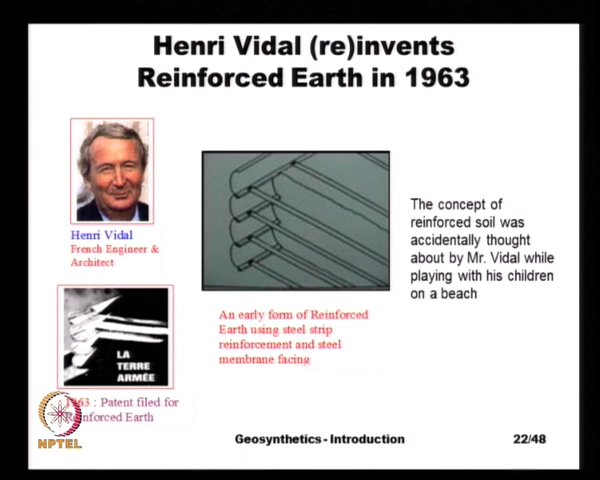 Henri Vidal (re)invents
Reinforced Earth in 1963
Henri Vidal
French Engineer &
Architect
LA
TERRE
ARMÉE
1963 : Patent filed for
Reinforced Earth
An early form of Reinforced
Earth using steel strip
reinforcement and steel
membrane facing
The concept of
reinforced soil was
accidentally thought
about by Mr. Vidal while
playing with his children
on a beach
NPTEL
Geosynthetics - Introduction
22/48